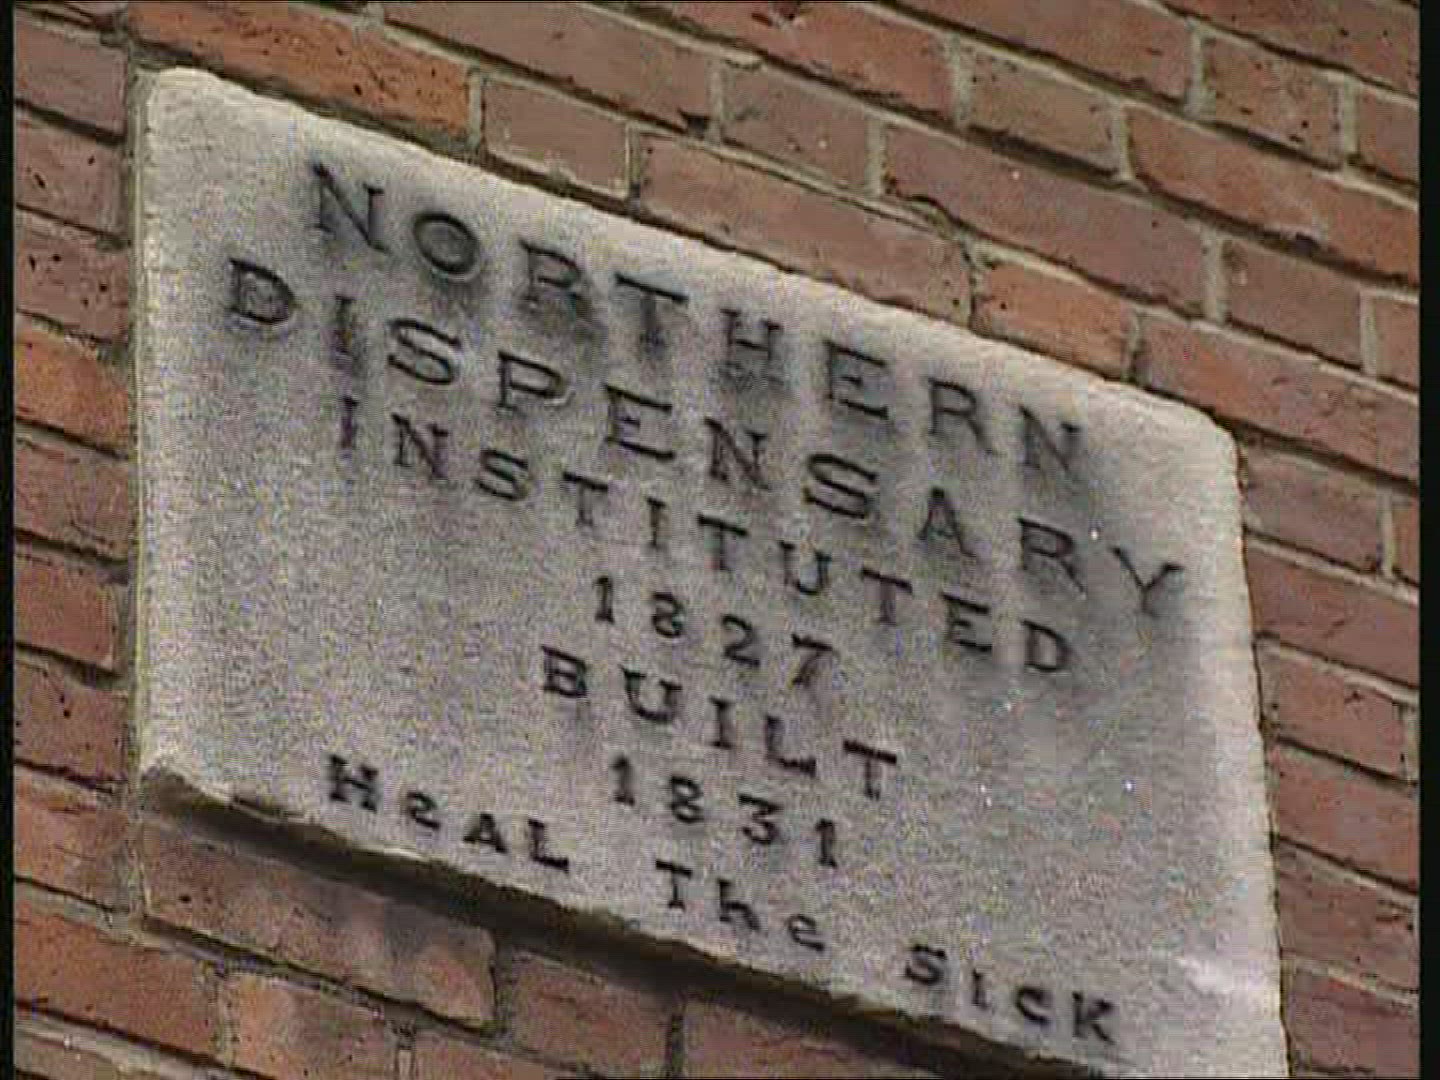 NORTHERN
DISPENSARY
INSTITUTED
1827
BUILT
1831
HeAL The SicK